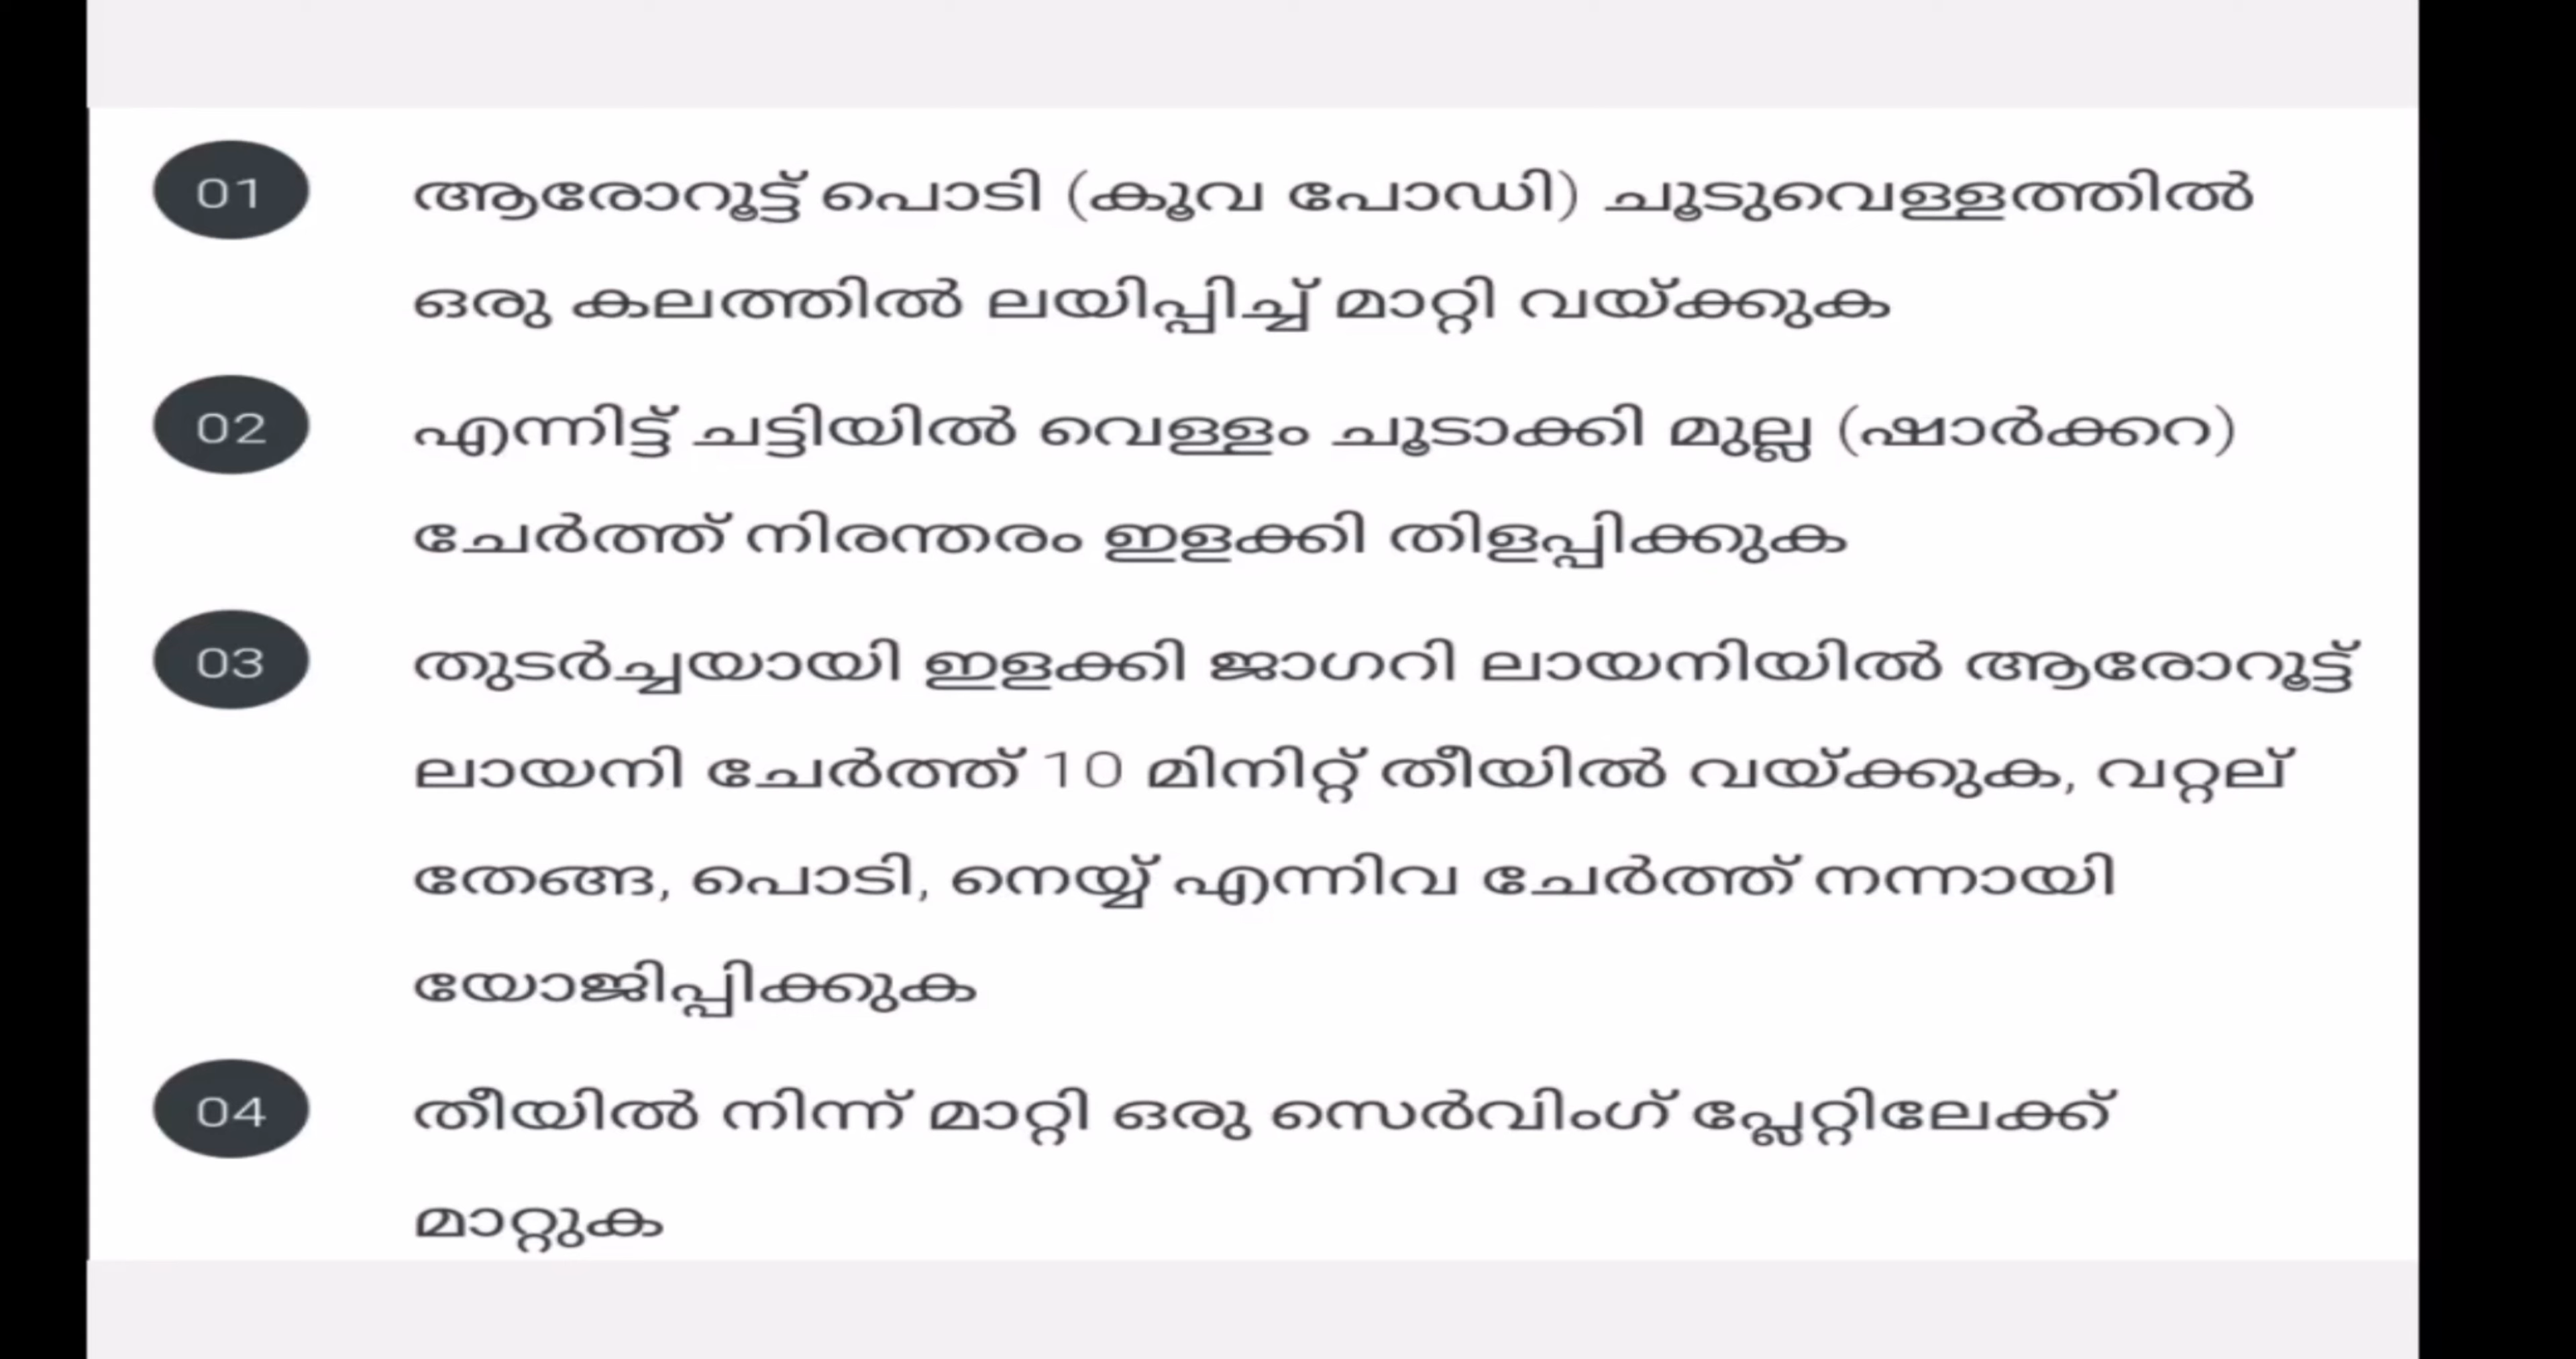 01 ആരോറൂട്ട് പൊടി (കൂവ പോഡി) ചൂടുവെള്ളത്തിൽ
ഒരു കലത്തിൽ ലയിപ്പിച്ച് മാറ്റി വയ്ക്കുക
02 എന്നിട്ട് ചട്ടിയിൽ വെള്ളം ചൂടാക്കി മുല്ല (ഷാർക്കറ)
ചേർത്ത് നിരന്തരം ഇളക്കി തിളപ്പിക്കുക
03 തുടർച്ചയായി ഇളക്കി ജാഗറി ലായനിയിൽ ആരോറൂട്ട്
ലായനി ചേർത്ത് 10 മിനിറ്റ് തീയിൽ വയ്ക്കുക, വറ്റല്
തേങ്ങ, പൊടി, നെയ്യ് എന്നിവ ചേർത്ത് നന്നായി
യോജിപ്പിക്കുക
04 തീയിൽ നിന്ന് മാറ്റി ഒരു സെർവിംഗ് പ്ലേറ്റിലേക്ക്
മാറ്റുക